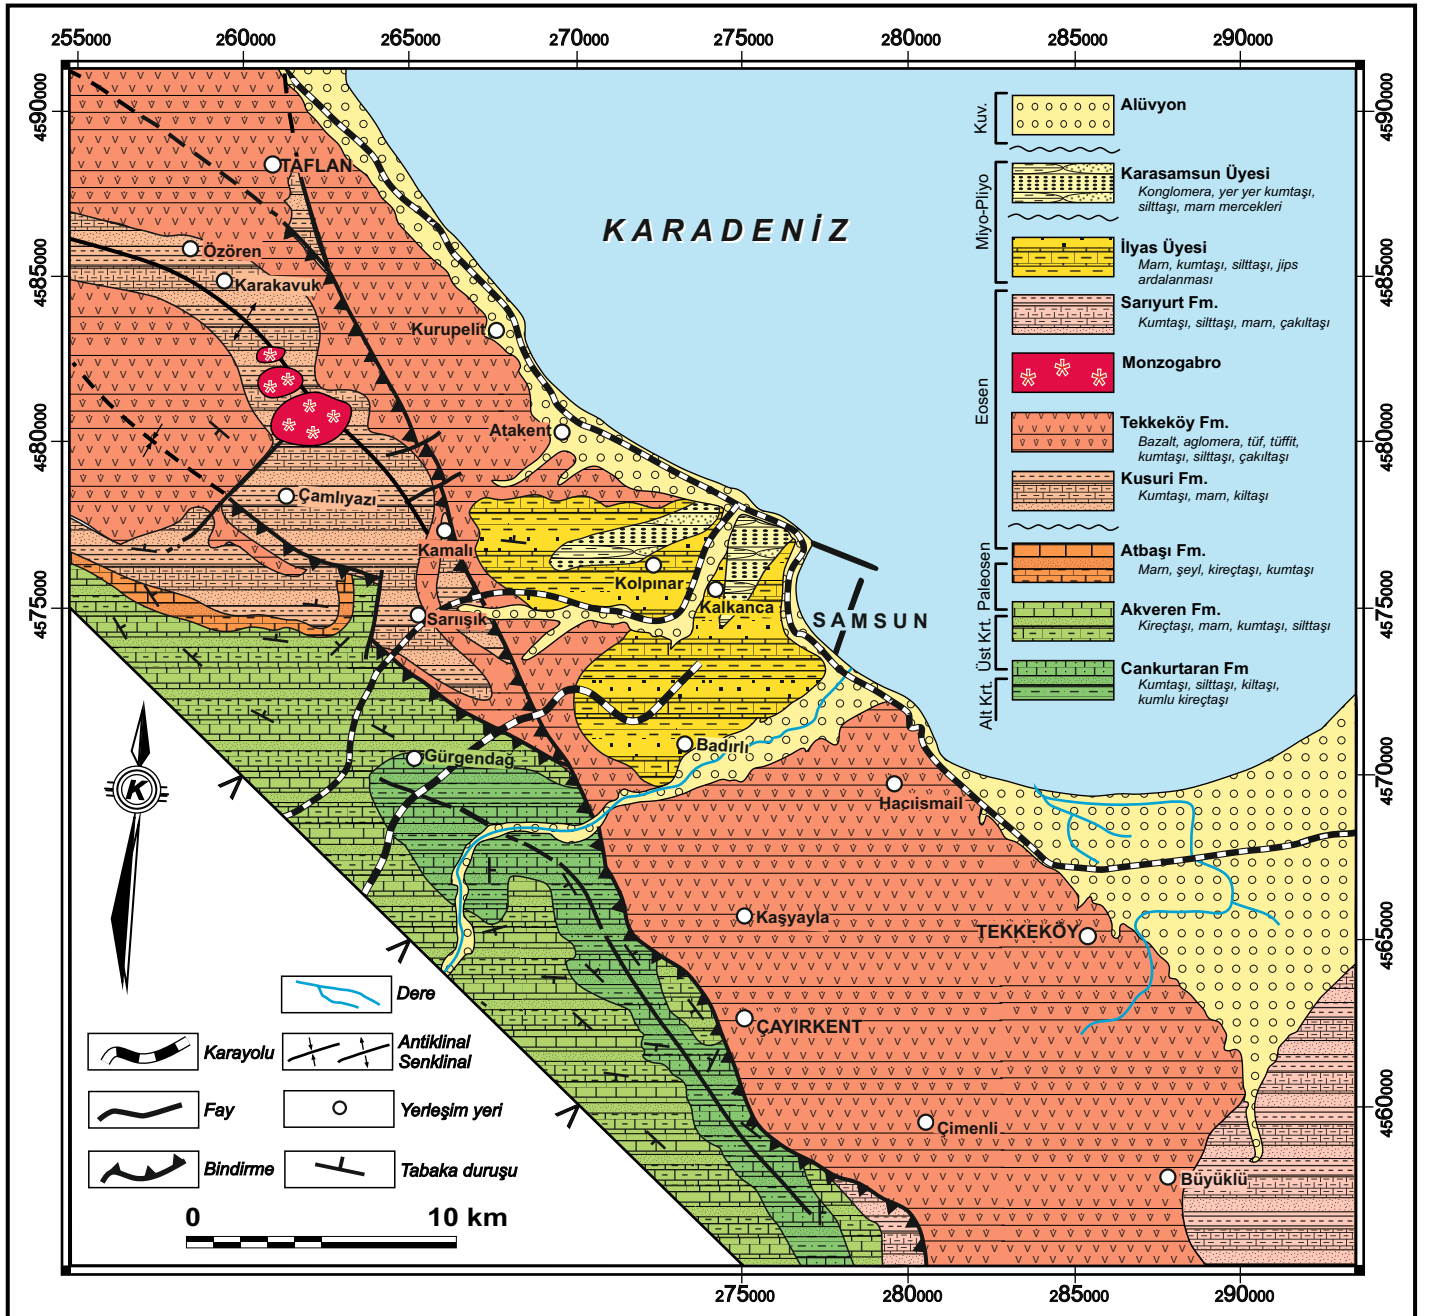 255000 260000 265000 270000 275000 280000 285000 290000
4590000
4585000
4580000
4575000
4590000
4585000
4580000
4575000
4570000
4565000
4560000
275000 280000 285000 290000
KARADENİZ
SAMSUN
TAFLAN
Özören
Karakavuk
Kurupelit
Atakent
Çamlıyazı
Kamalı
Kolpınar
Kalkanca
Sarıışık
Badırlı
Gürgendağ
Hacıismail
Kaşyayla
TEKKEKÖY
ÇAYIRKENT
Çimenli
Büyüklü
Kuv.
Miyo-Pliyo
Eosen
Paleosen
Üst Krt.
Alt Krt.
Alüvyon
Karasamsun Üyesi
Konglomera, yer yer kumtaşı,
silttaşı, marn mercekleri
İlyas Üyesi
Marn, kumtaşı, silttaşı, jips
ardalanması
Sarıyurt Fm.
Kumtaşı, silttaşı, marn, çakıltaşı
Monzogabro
Tekkeköy Fm.
Bazalt, aglomera, tüf, tüffit,
kumtaşı, silttaşı, çakıltaşı
Kusuri Fm.
Kumtaşı, marn, kiltaşı
Atbaşı Fm.
Marn, şeyl, kireçtaşı, kumtaşı
Akveren Fm.
Kireçtaşı, marn, kumtaşı, silttaşı
Cankurtaran Fm
Kumtaşı, silttaşı, kiltaşı,
kumlu kireçtaşı
K
Dere
Karayolu
Antiklinal
Senklinal
Fay
Yerleşim yeri
Bindirme
Tabaka duruşu
0 10 km